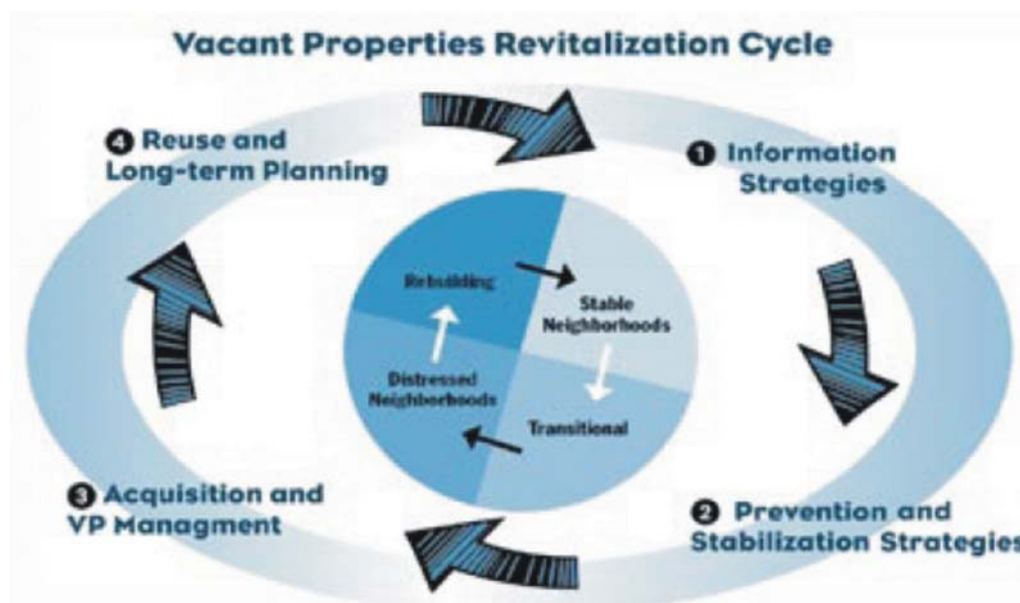 Vacant Properties Revitalization Cycle
4 Reuse and
Long-term Planning
1 Information
Strategies
Rebuilding
Stable
Neighborhoods
Distressed
Neighborhoods
Transitional
3 Acquisition and
VP Managment
2 Prevention and
Stabilization Strategies